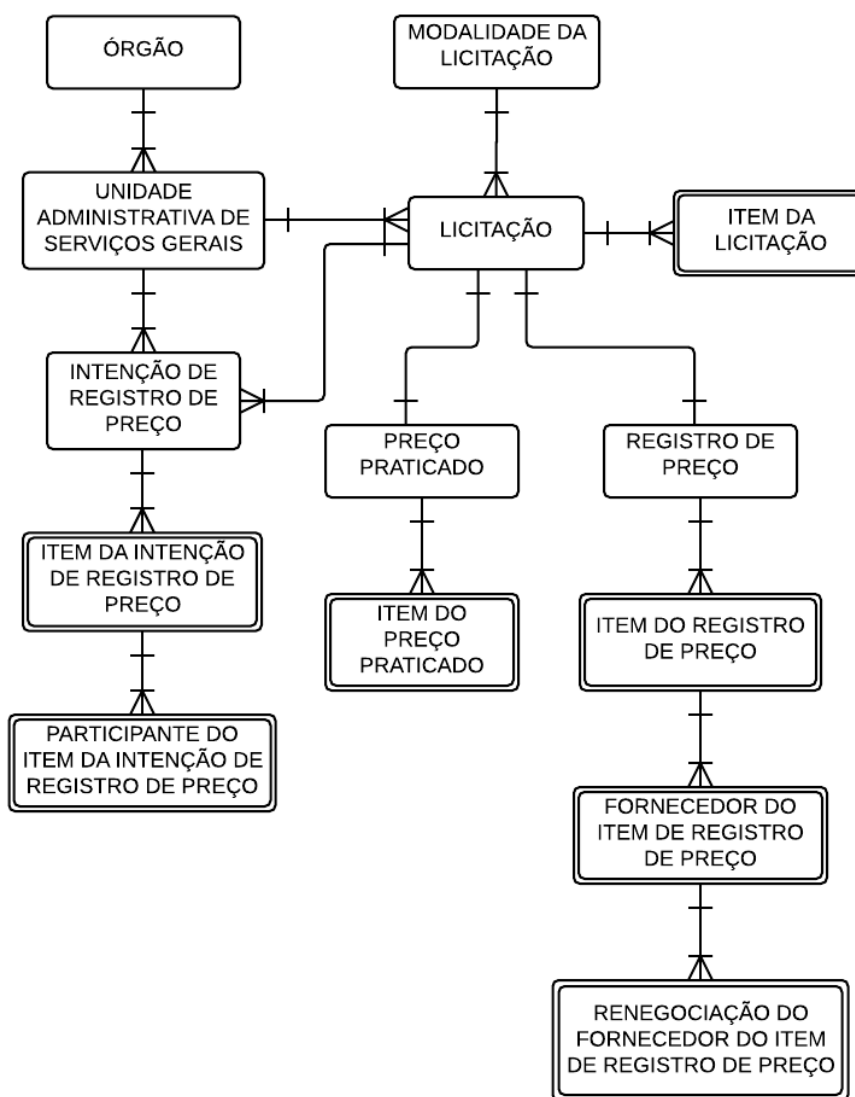 ÓRGÃO
MODALIDADE DA
LICITAÇÃO
UNIDADE
ADMINISTRATIVA DE
SERVIÇOS GERAIS
LICITAÇÃO
ITEM DA
LICITAÇÃO
INTENÇÃO DE
REGISTRO DE
PREÇO
PREÇO
PRATICADO
REGISTRO DE
PREÇO
ITEM DA INTENÇÃO
DE REGISTRO DE
PREÇO
ITEM DO
PREÇO
PRATICADO
ITEM DO REGISTRO
DE PREÇO
PARTICIPANTE DO
ITEM DA INTENÇÃO DE
REGISTRO DE PREÇO
FORNECEDOR DO
ITEM DE REGISTRO
DE PREÇO
RENEGOCIAÇÃO DO
FORNECEDOR DO ITEM
DE REGISTRO DE PREÇO